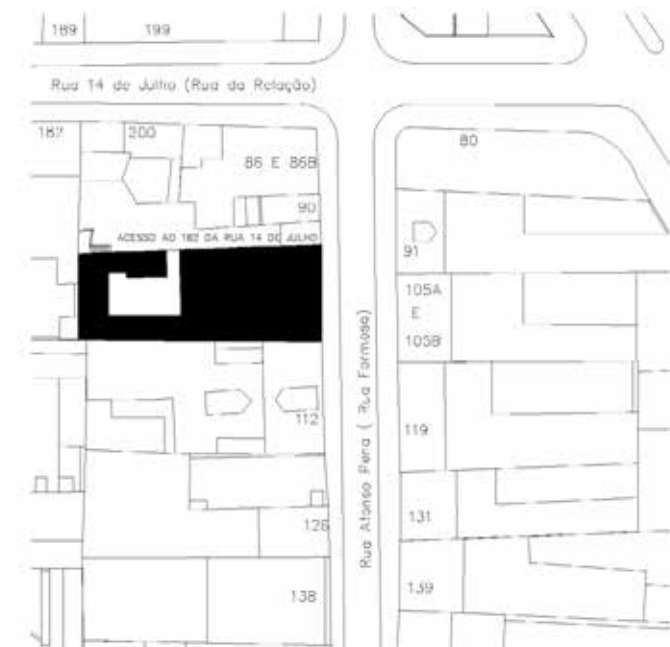 189 199
Rua 14 de Julho (Rua da Relação)
182 200
86 E 86B
80
90
ACESSO AO 182 DA RUA 14 DE JULHO
91
105A
E
105B
Rua Afonso Pena ( Rua Formosa)
112
119
126
131
138
139